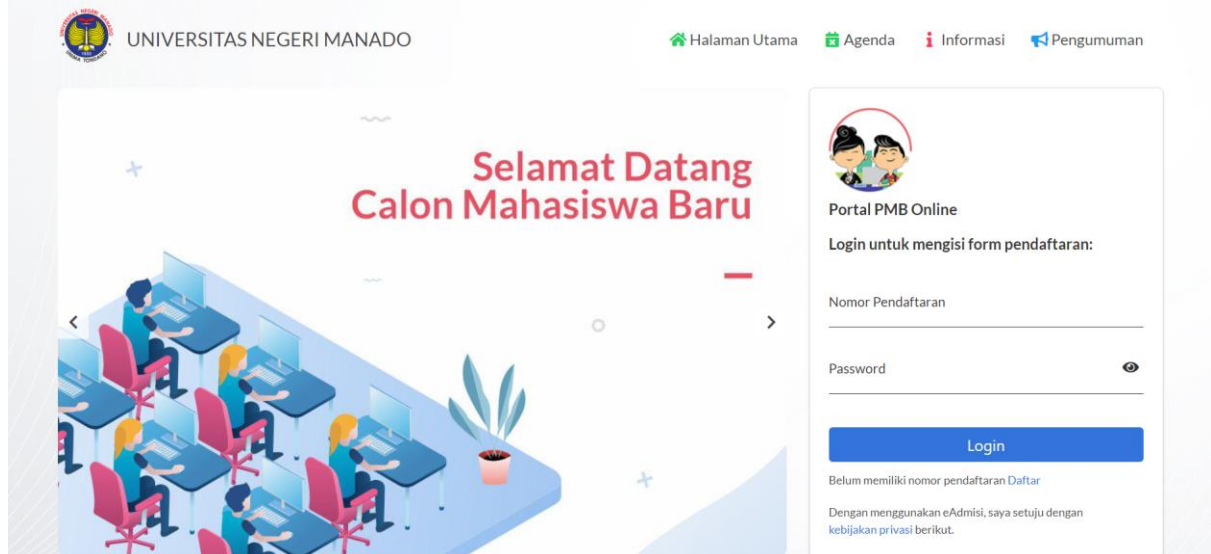 UNIVERSITAS NEGERI MANADO
Halaman Utama
Agenda
Informasi
Pengumuman
Selamat Datang
Calon Mahasiswa Baru
Portal PMB Online
Login untuk mengisi form pendaftaran:
Nomor Pendaftaran
Password
Login
Belum memiliki nomor pendaftaran Daftar
Dengan menggunakan eAdmisi, saya setuju dengan
kebijakan privasi berikut.